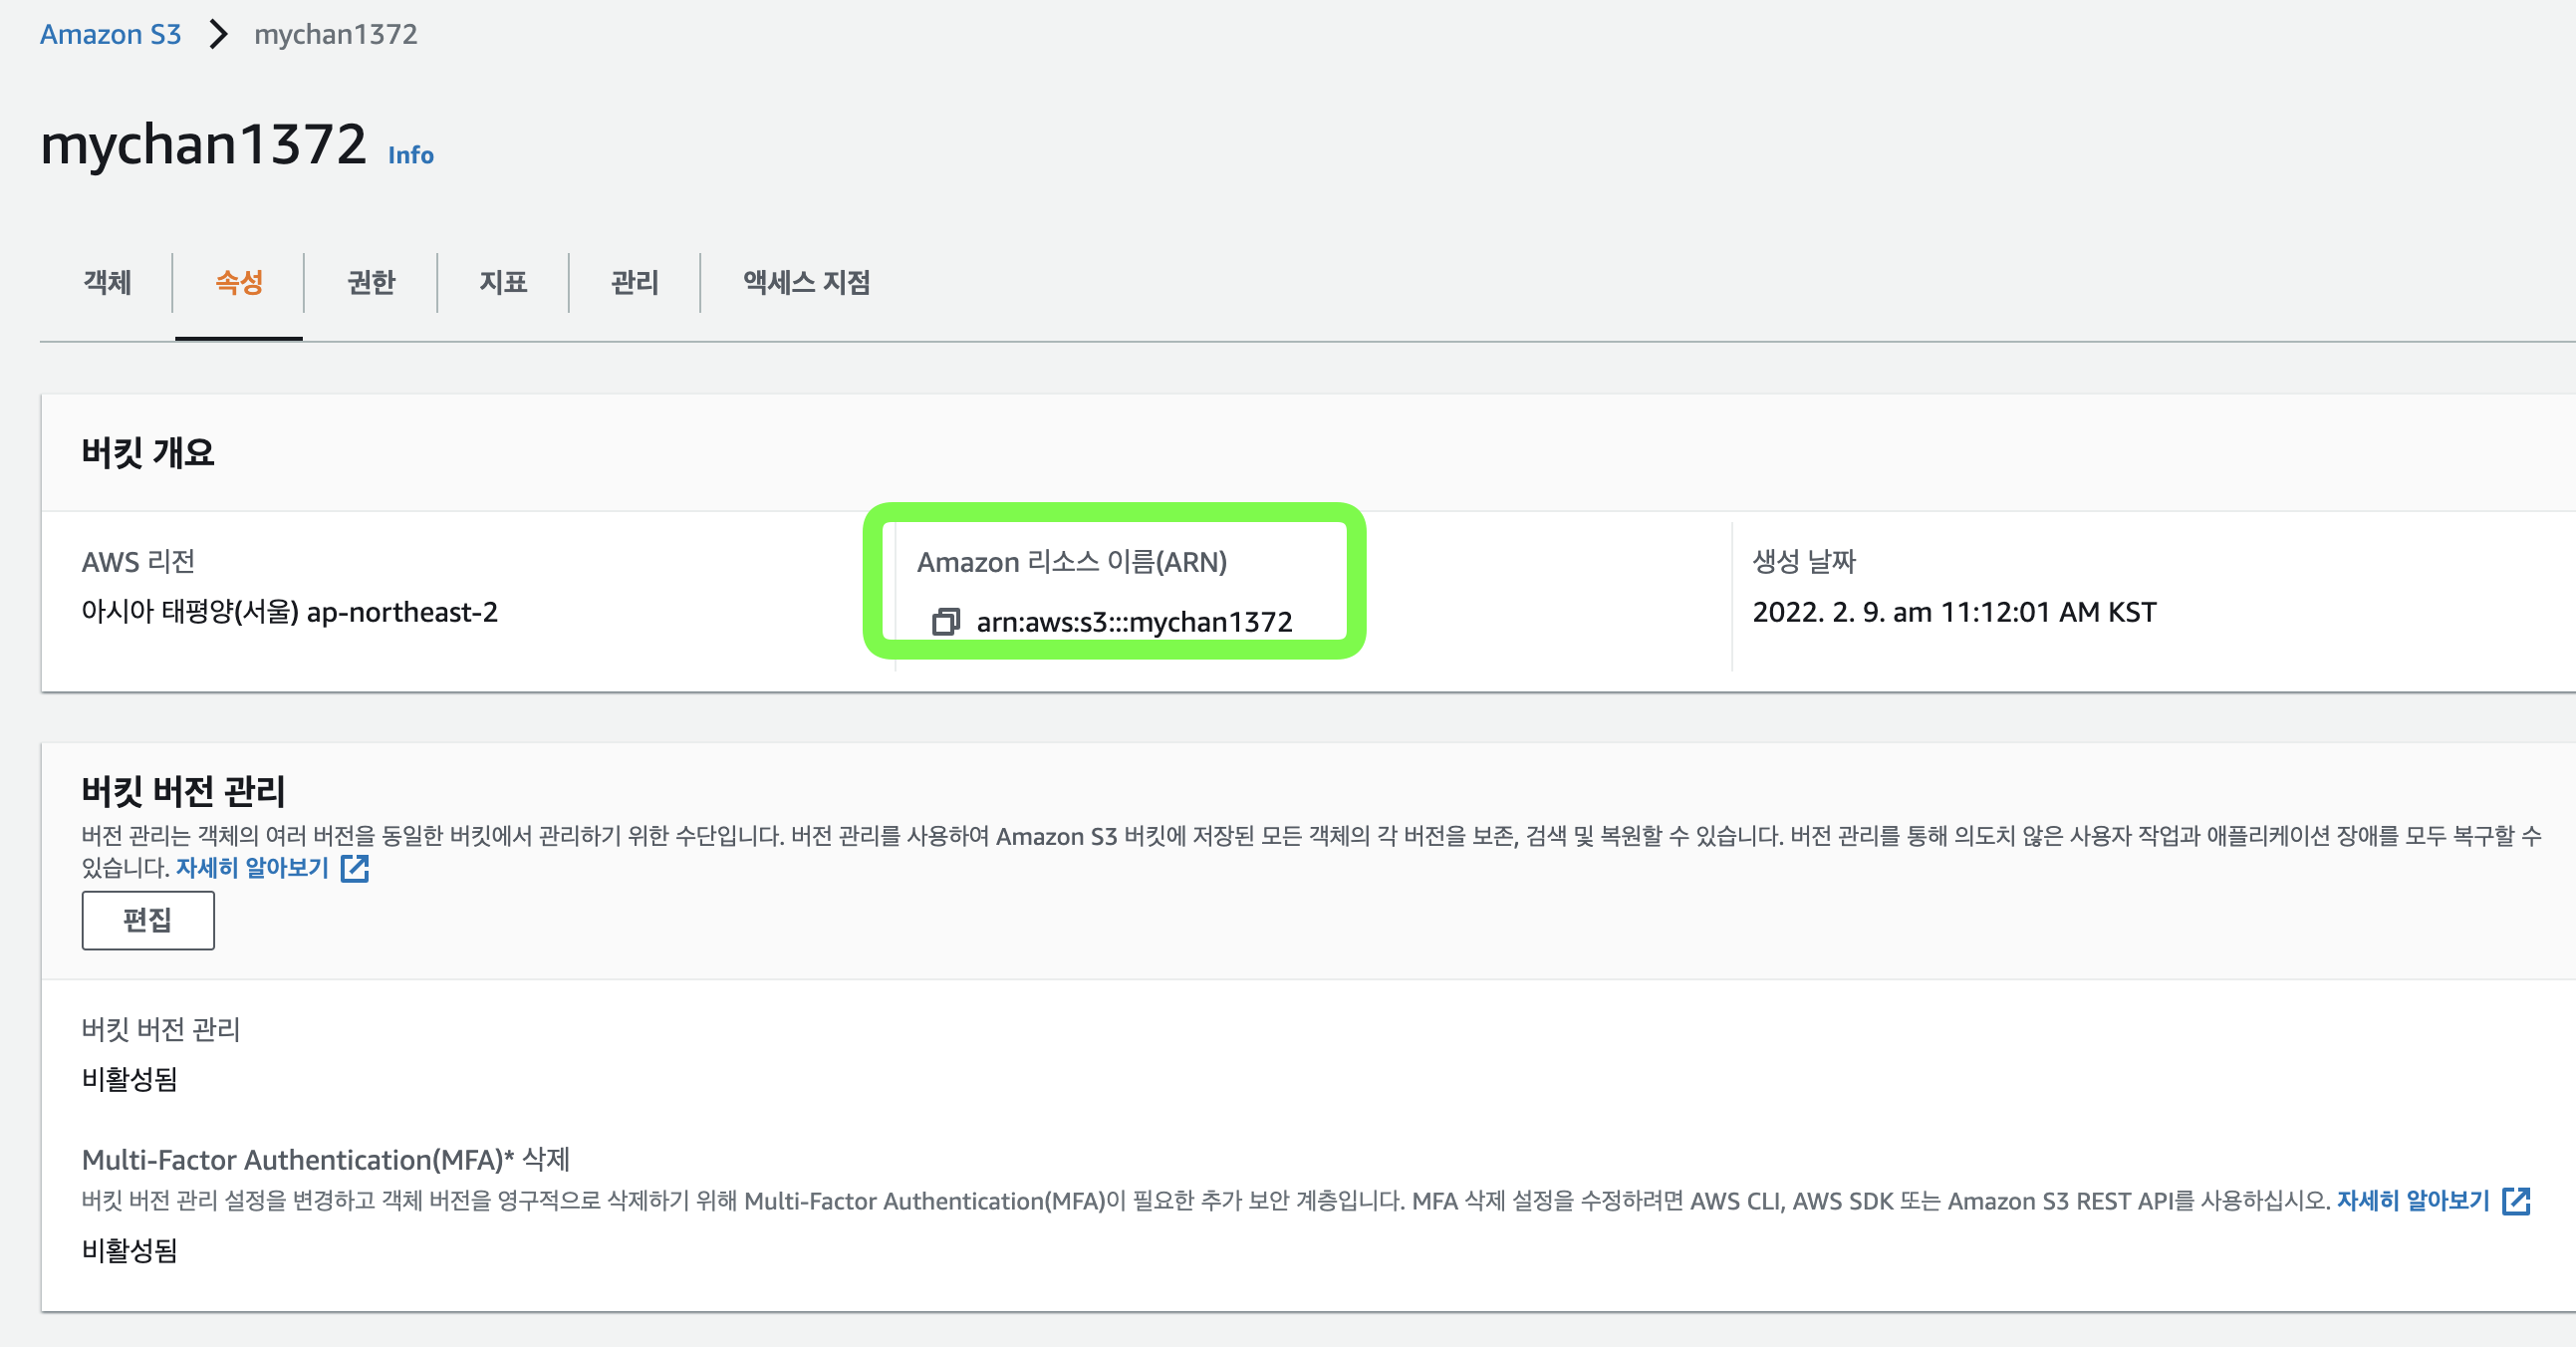 Amazon S3 > mychan1372
mychan1372 Info
객체 속성 권한 지표 관리 액세스 지점
버킷 개요
AWS 리전
아시아 태평양(서울) ap-northeast-2
Amazon 리소스 이름(ARN)
arn:aws:s3:::mychan1372
생성 날짜
2022. 2. 9. am 11:12:01 AM KST
버킷 버전 관리
버전 관리는 객체의 여러 버전을 동일한 버킷에서 관리하기 위한 수단입니다. 버전 관리를 사용하여 Amazon S3 버킷에 저장된 모든 객체의 각 버전을 보존, 검색 및 복원할 수 있습니다. 버전 관리를 통해 의도치 않은 사용자 작업과 애플리케이션 장애를 모두 복구할 수
있습니다. 자세히 알아보기
편집
버킷 버전 관리
비활성됨
Multi-Factor Authentication(MFA)* 삭제
버킷 버전 관리 설정을 변경하고 객체 버전을 영구적으로 삭제하기 위해 Multi-Factor Authentication(MFA)이 필요한 추가 보안 계층입니다. MFA 삭제 설정을 수정하려면 AWS CLI, AWS SDK 또는 Amazon S3 REST API를 사용하십시오. 자세히 알아보기
비활성됨